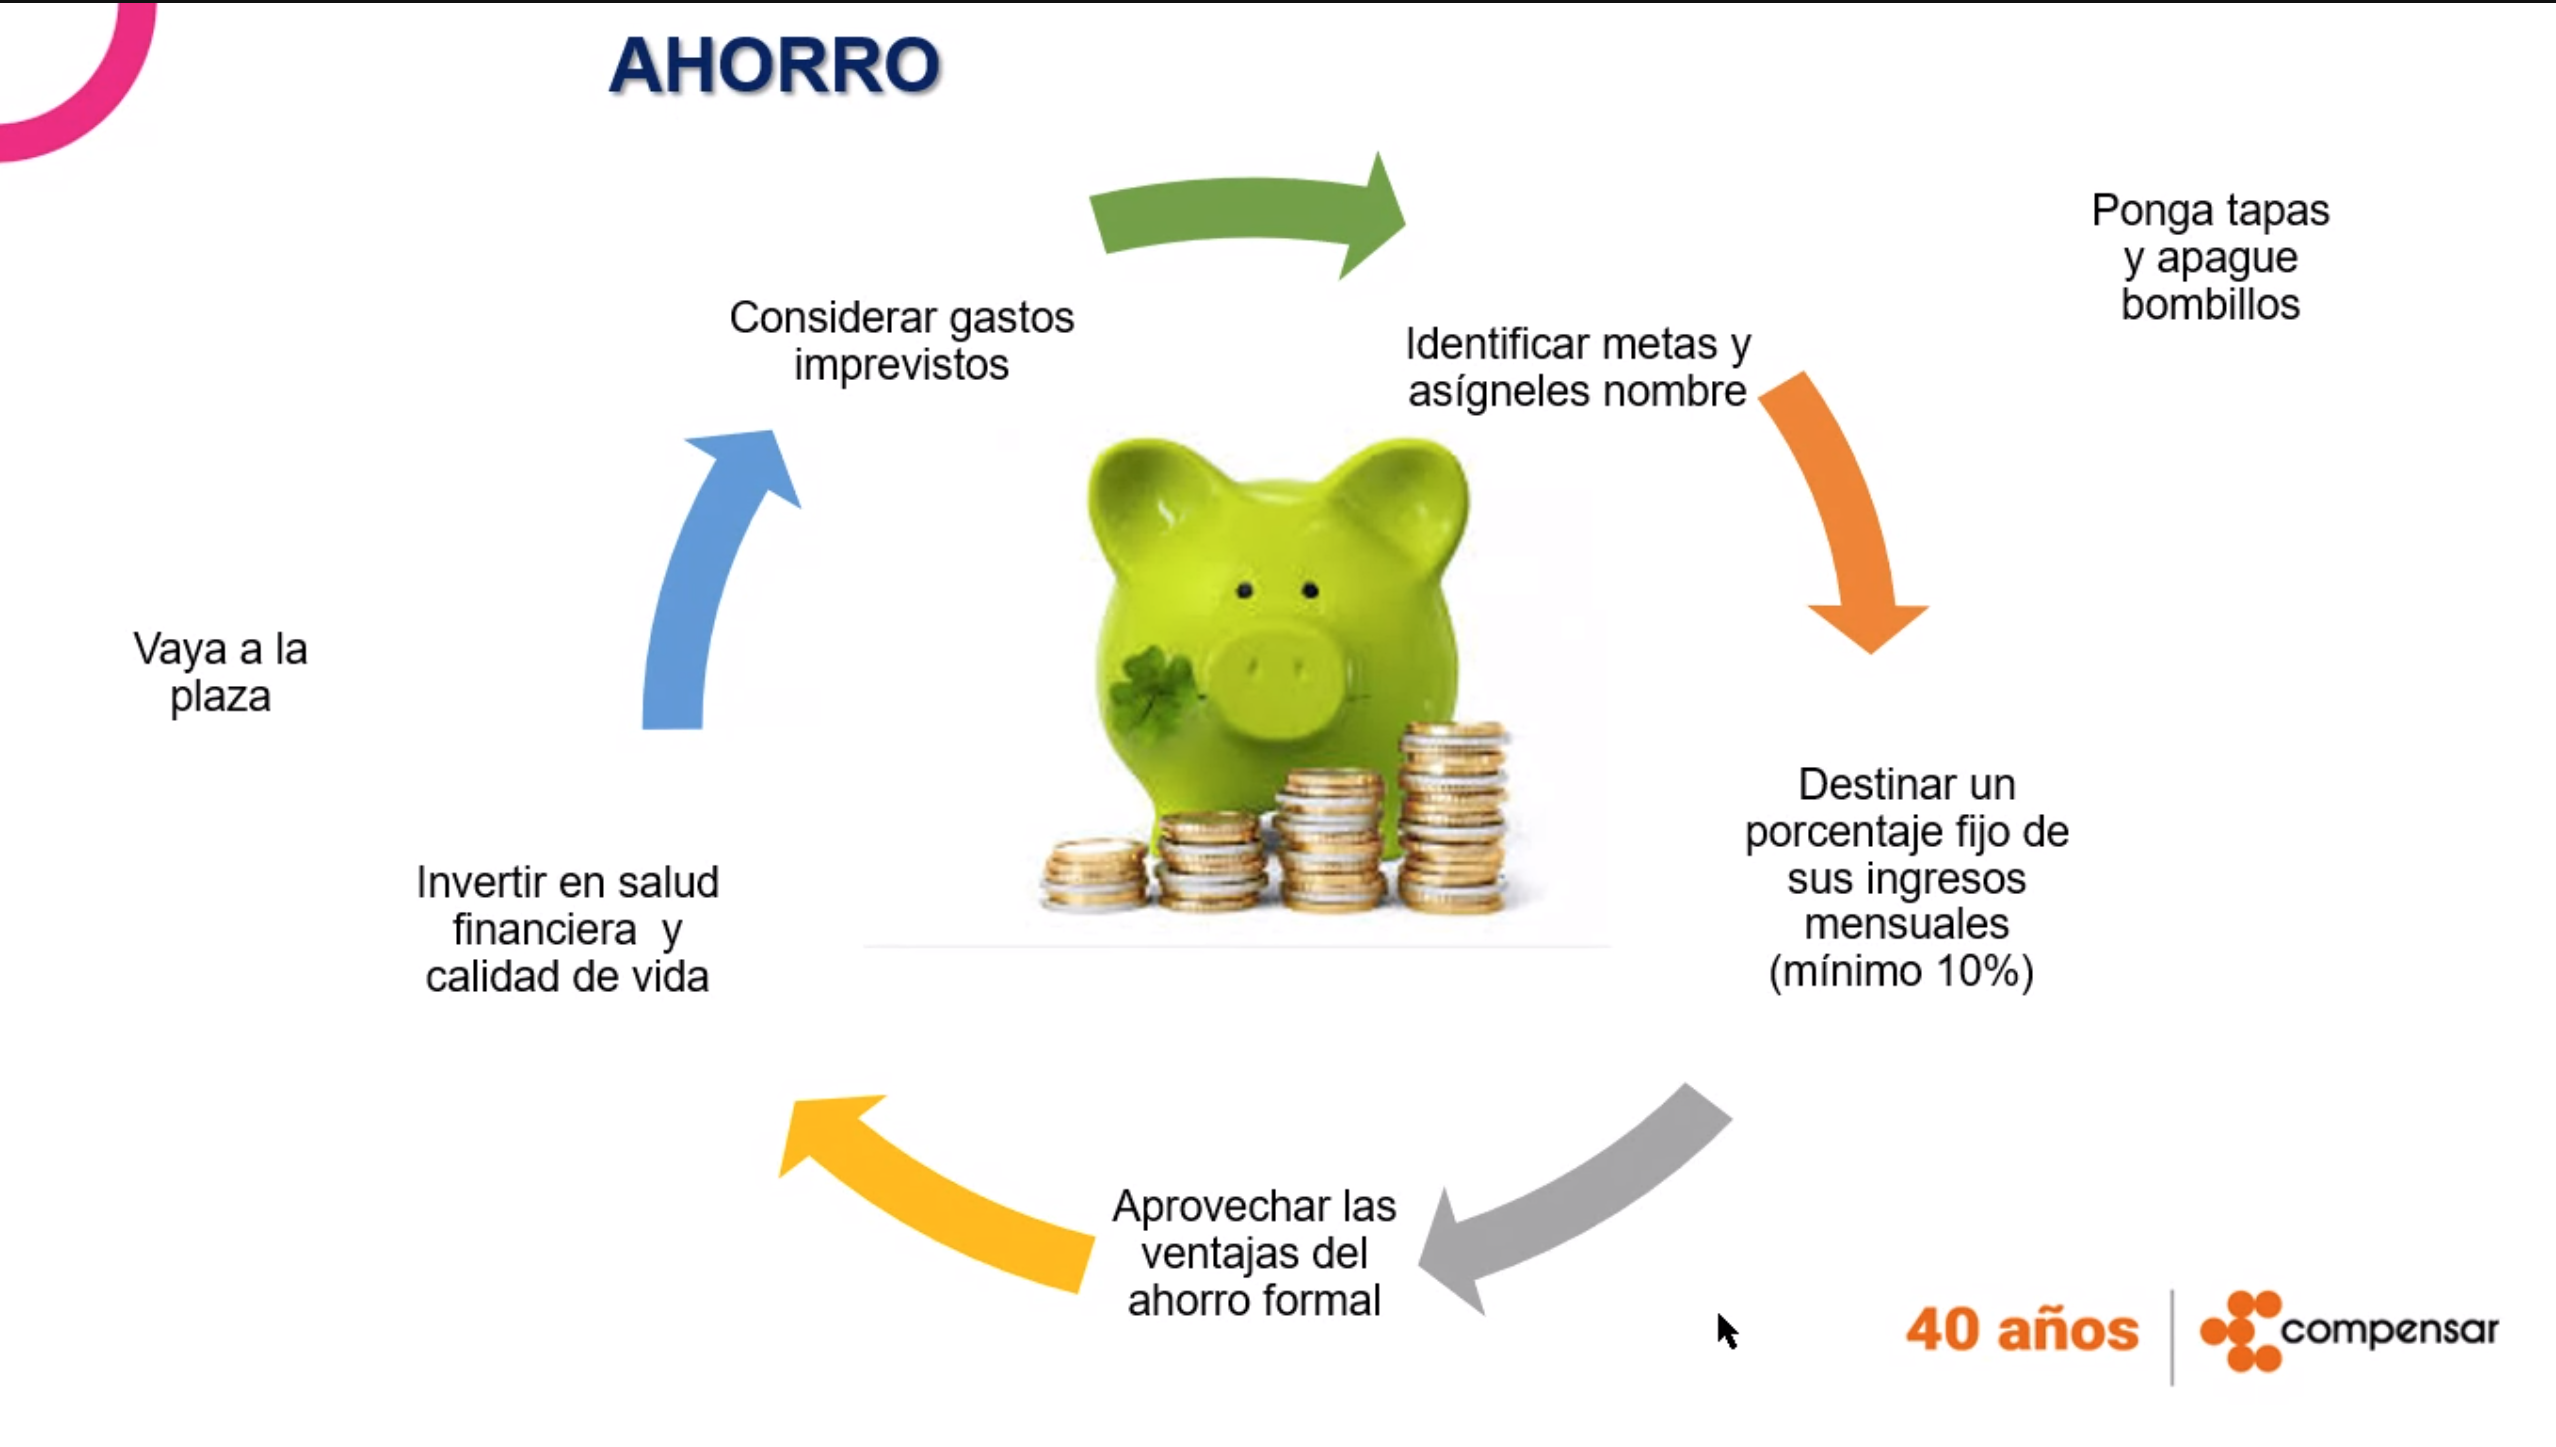 AHORRO
Considerar gastos
imprevistos
Identificar metas y
asígneles nombre
Ponga tapas
y apague
bombillos
Destinar un
porcentaje fijo de
sus ingresos
mensuales
(mínimo 10%)
Aprovechar las
ventajas del
ahorro formal
Invertir en salud
financiera y
calidad de vida
Vaya a la
plaza
40 años
compensar